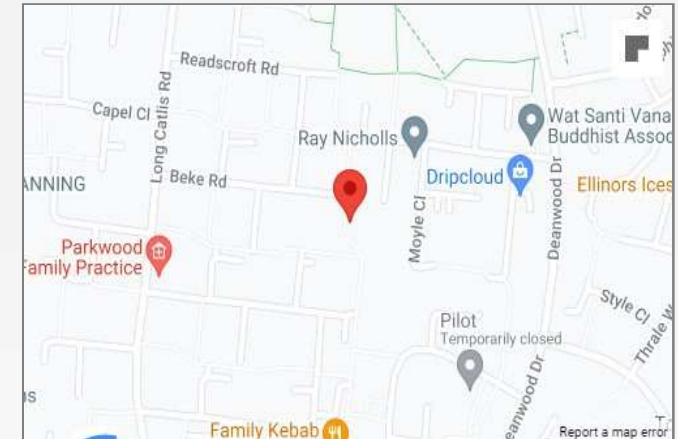 Readscroft Rd
Capel Cl
Long Catlis Rd
Ray Nicholls
Wat Santi Vana
Buddhist Assoc
ANNING
Beke Rd
Dripcloud
Ellinors Ices
Moyle Cl
Deanwood Dr
Parkwood
Family Practice
Style Cl
Pilot
Temporarily closed
Thrale W
eanwood Dr
Family Kebab
Report a map error